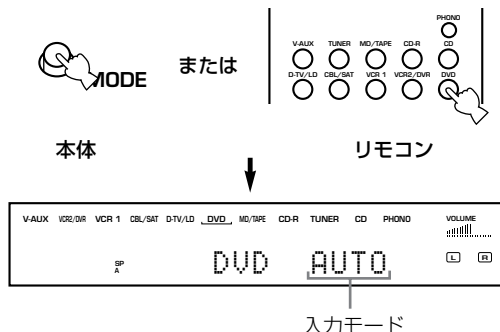 PHONO
V-AUX TUNER MD/TAPE CD-R CD
MODE または
D-TV/LD CBL/SAT VCR 1 VCR2/DVR DVD
本体 リモコン
V-AUX VCR2/DVR VCR 1 CBL/SAT D-TV/LD DVD MD/TAPE CD-R TUNER CD PHONO VOLUME
SP
A
DVD AUTO L R
入力モード